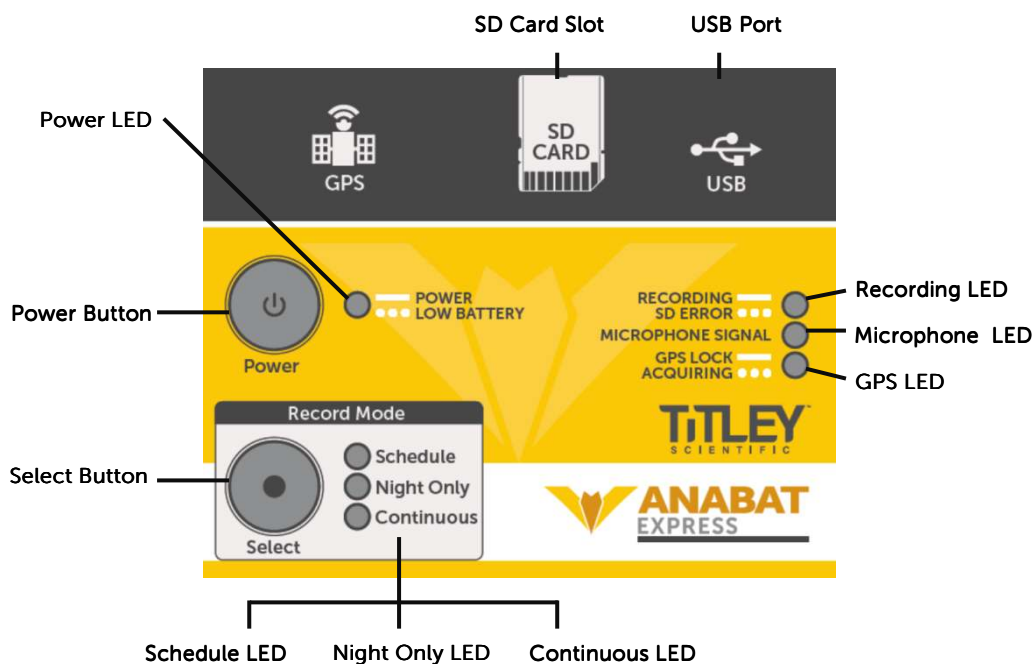 SD Card Slot
USB Port
Power LED
SD
CARD
GPS
USB
Power Button
POWER
LOW BATTERY
Power
RECORDING
SD ERROR
MICROPHONE SIGNAL
GPS LOCK
ACQUIRING
Recording LED
Microphone LED
GPS LED
Record Mode
TiTLEY™
SCIENTIFIC
Select Button
Schedule
Night Only
Continuous
Select
ANABAT
EXPRESS
Schedule LED
Night Only LED
Continuous LED